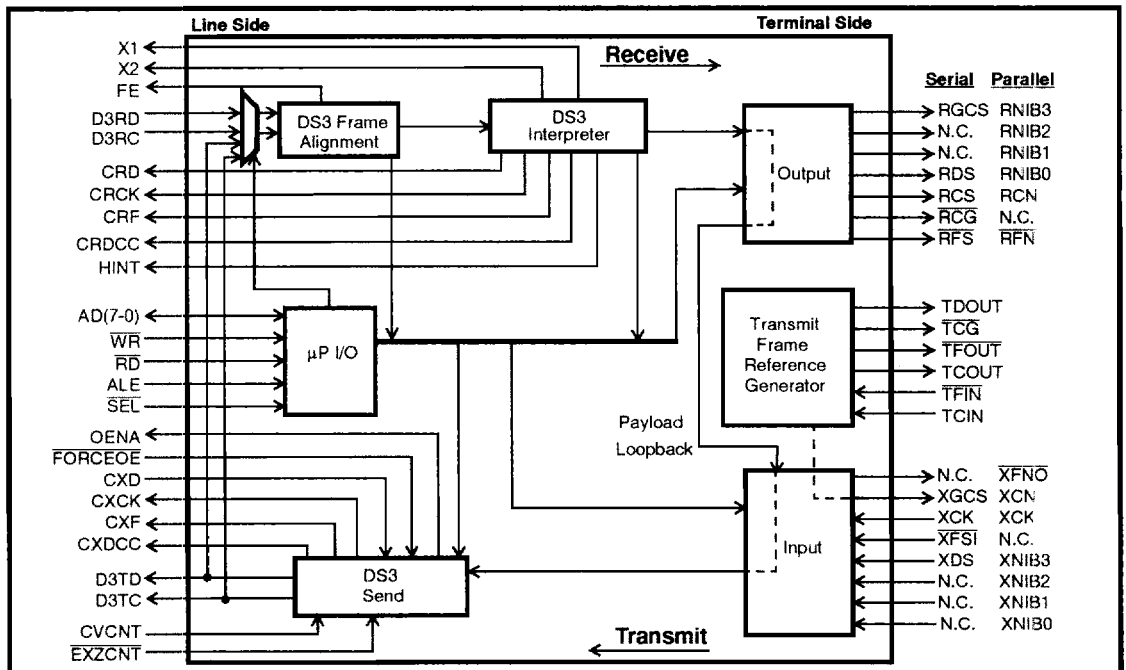 Line Side
Terminal Side
X1
X2
FE
D3RD
D3RC
CRD
CRCK
CRF
CRDCC
HINT
AD(7-0)
WR
RD
ALE
SEL
OENA
FORCEOE
CXD
CXCK
CXF
CXDCC
D3TD
D3TC
CVCNT
EXZCNT
Receive
DS3 Frame
Alignment
DS3
Interpreter
Output
µP I/O
Transmit
Frame
Reference
Generator
Payload
Loopback
DS3
Send
Input
Transmit
Serial Parallel
RGCS RNIB3
N.C. RNIB2
N.C. RNIB1
RDS RNIB0
RCS RCN
RCG N.C.
RFS RFN
TDOUT
TCG
TFOUT
TCOUT
TFIN
TCIN
N.C. XFNO
XGCS XCN
XCK XCK
XFSI N.C.
XDS XNIB3
N.C. XNIB2
N.C. XNIB1
N.C. XNIB0